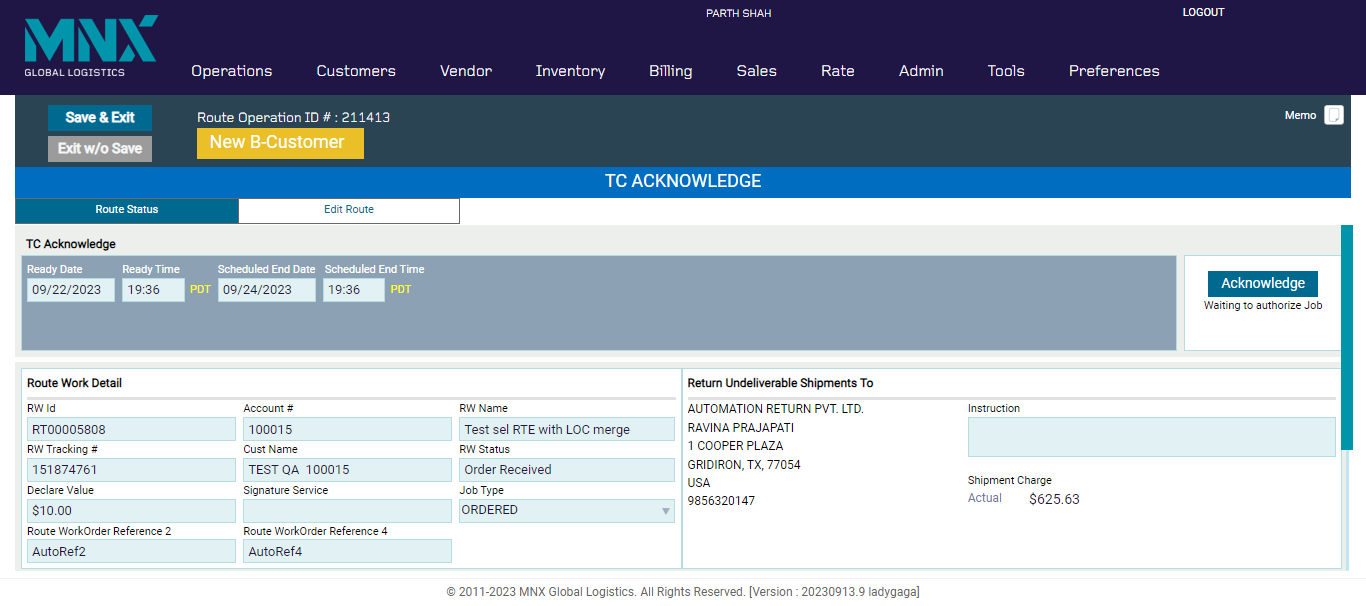 PARTH SHAH
LOGOUT
MNX
GLOBAL LOGISTICS
Operations Customers Vendor Inventory Billing Sales Rate Admin Tools Preferences
Save & Exit
Exit w/o Save
Route Operation ID # : 211413
New B-Customer
Memo
TC ACKNOWLEDGE
Route Status Edit Route
TC Acknowledge
Ready Date Ready Time Scheduled End Date Scheduled End Time
09/22/2023 19:36 PDT 09/24/2023 19:36 PDT
Acknowledge
Waiting to authorize Job
Route Work Detail
RW Id Account # RW Name
RT00005808 100015 Test sel RTE with LOC merge
RW Tracking # Cust Name RW Status
151874761 TEST QA 100015 Order Received
Declare Value Signature Service Job Type
$10.00 ORDERED
Route WorkOrder Reference 2 Route WorkOrder Reference 4
AutoRef2 AutoRef4
Return Undeliverable Shipments To
AUTOMATION RETURN PVT. LTD.
RAVINA PRAJAPATI
1 COOPER PLAZA
GRIDIRON, TX, 77054
USA
9856320147
Instruction
Shipment Charge
Actual $625.63
© 2011-2023 MNX Global Logistics. All Rights Reserved. [Version : 20230913.9 ladygaga]